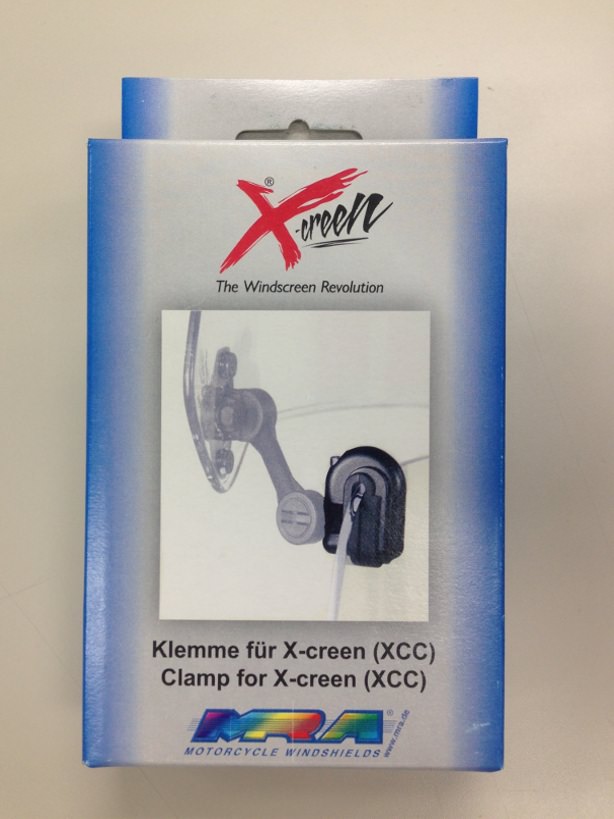 X-creen®
The Windscreen Revolution
Klemme für X-creen (XCC)
Clamp for X-creen (XCC)
MRA®
MOTORCYCLE WINDSHIELDS
www.mra.de